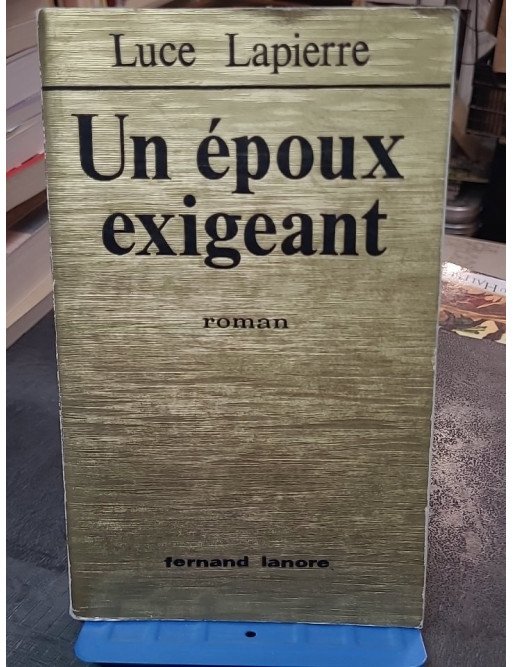 Luce Lapierre
Un époux
exigeant
roman
fernand lanore